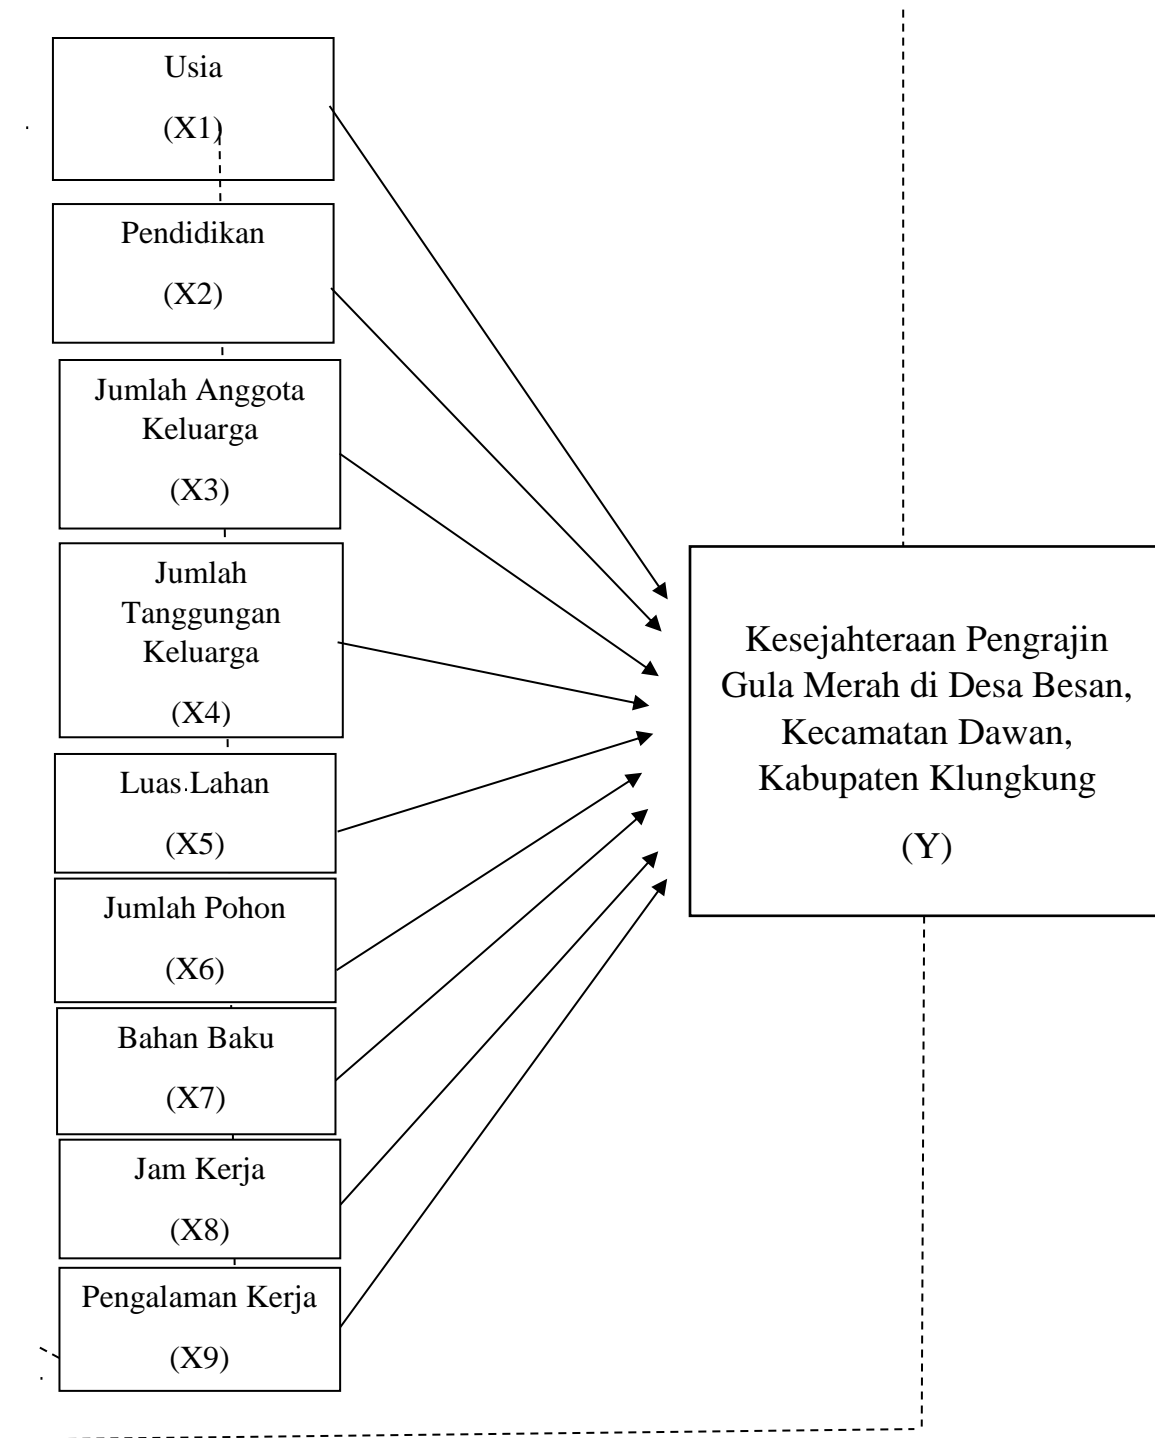 Usia
(X1)
Pendidikan
(X2)
Jumlah Anggota
Keluarga
(X3)
Jumlah
Tanggungan
Keluarga
(X4)
Luas Lahan
(X5)
Jumlah Pohon
(X6)
Bahan Baku
(X7)
Jam Kerja
(X8)
Pengalaman Kerja
(X9)
Kesejahteraan Pengrajin
Gula Merah di Desa Besan,
Kecamatan Dawan,
Kabupaten Klungkung
(Y)